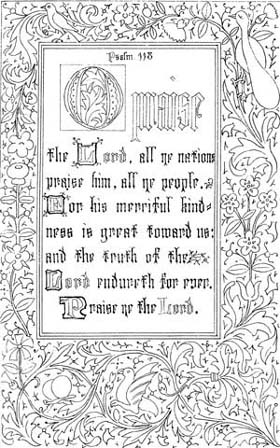 Psalm 118
O praise
the Lord, all ye nations
praise him, all ye people.
For his merciful kind=
ness is great toward us:
and the truth of the
Lord endureth for ever.
Praise ye the Lord.